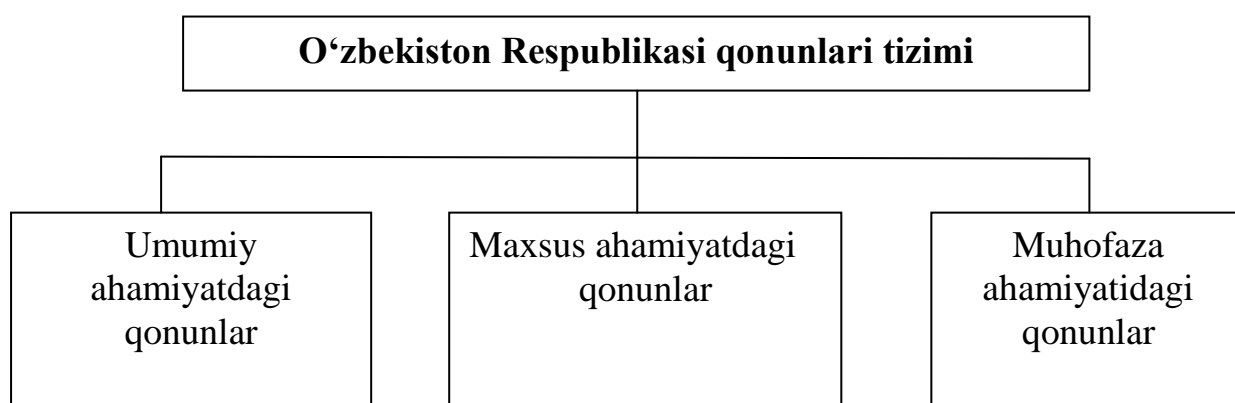 O‘zbekiston Respublikasi qonunlari tizimi
Umumiy
ahamiyatdagi
qonunlar
Maxsus ahamiyatdagi
qonunlar
Muhofaza
ahamiyatidagi
qonunlar